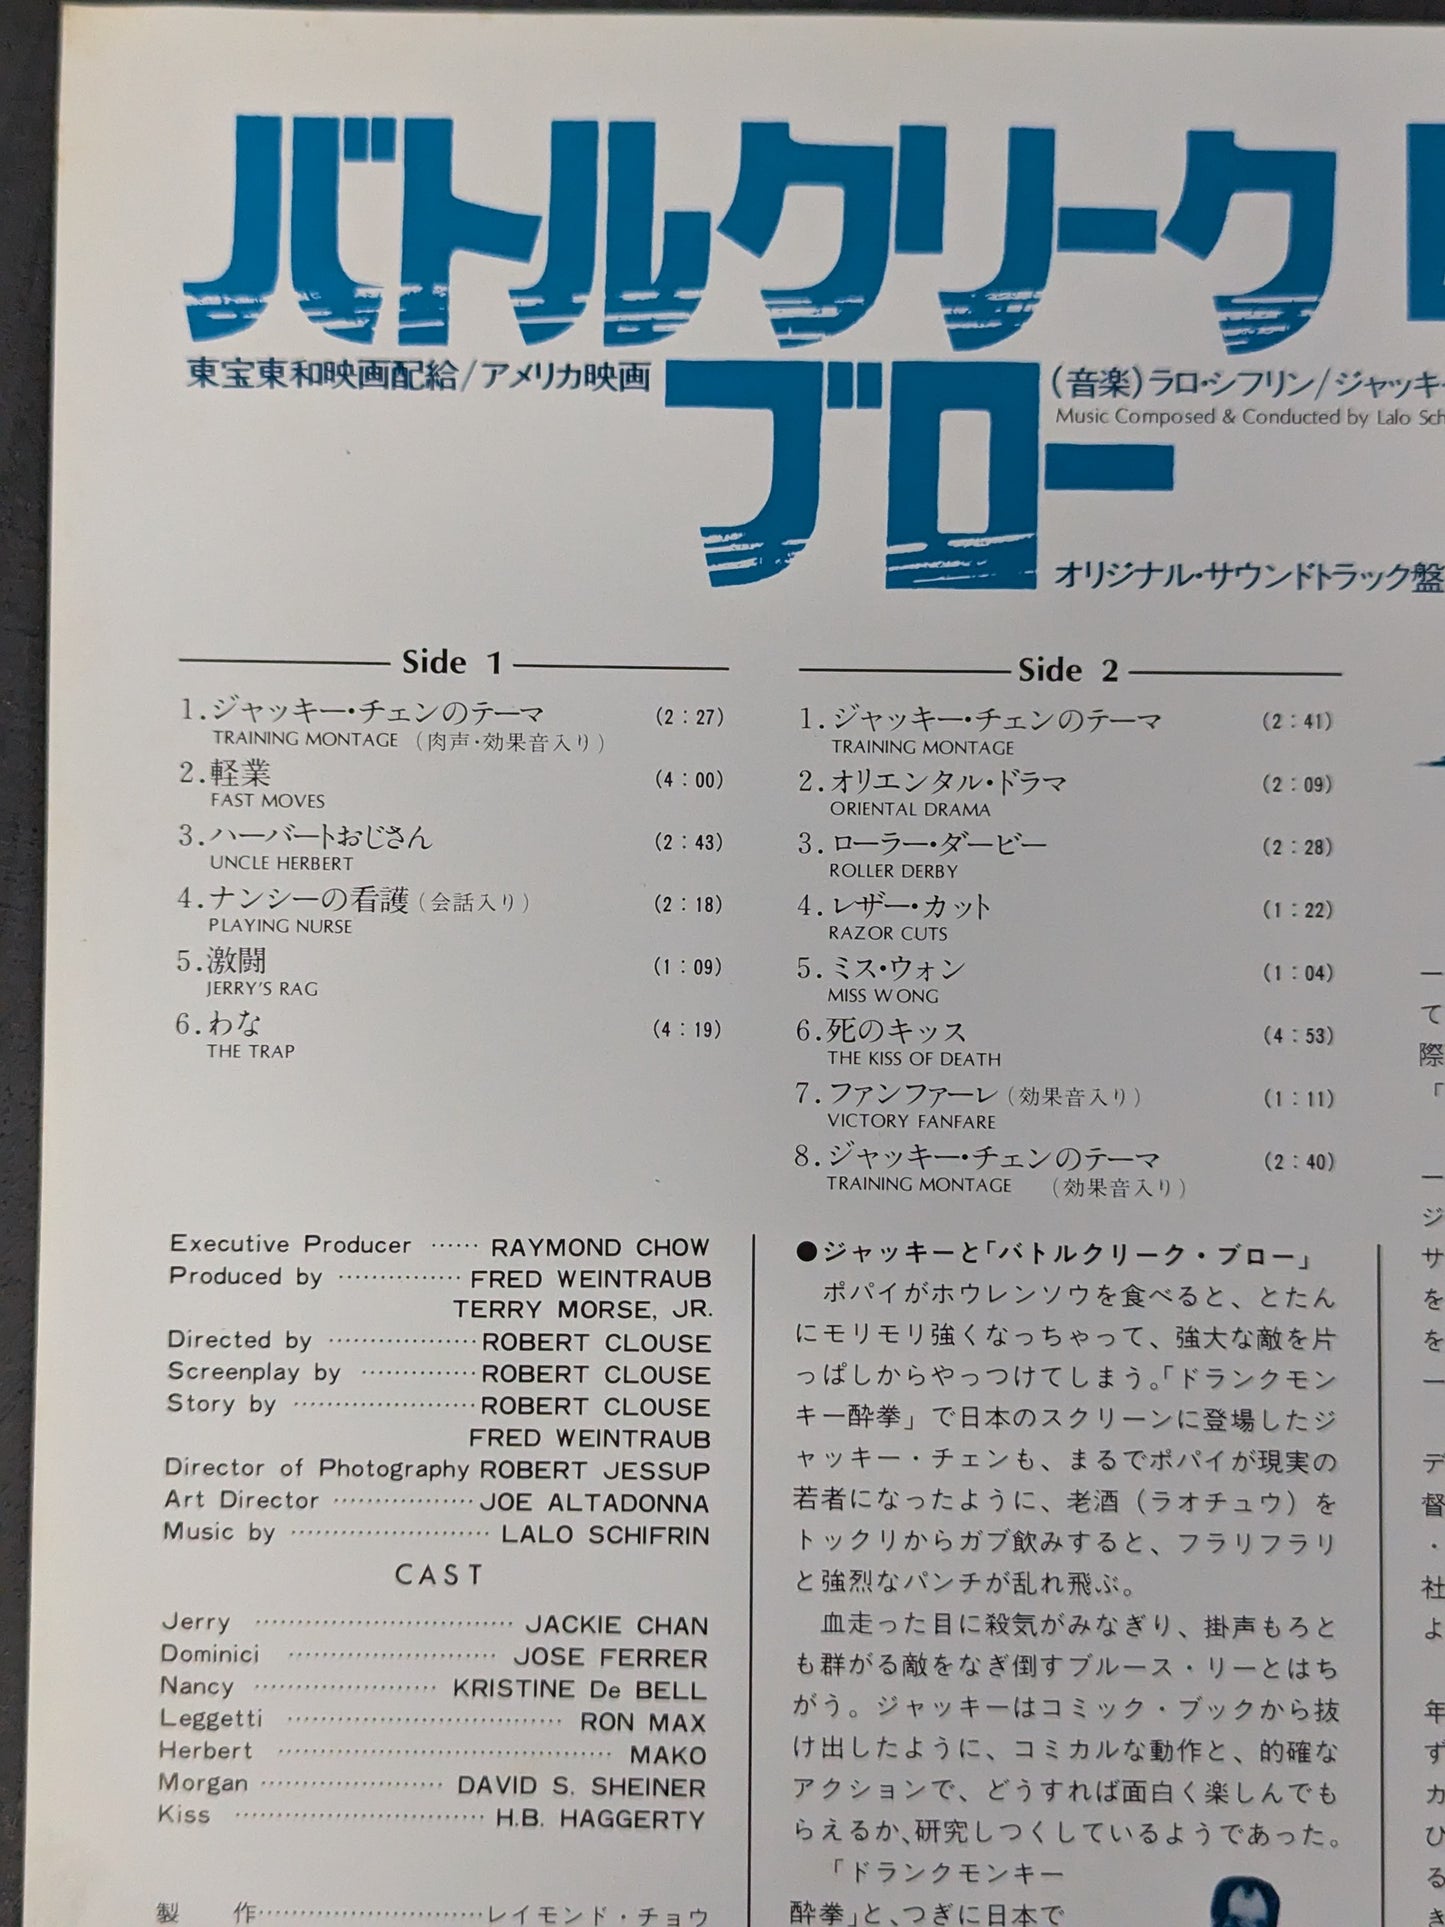 バトルクリーク
ブロー
東宝東和映画配給/アメリカ映画
(音楽)ラロ・シフリン/ジャッキ
Music Composed & Conducted by Lalo Sch
オリジナル・サウンドトラック盤
Side 1
1.ジャッキー・チェンのテーマ (2:27)
TRAINING MONTAGE (肉声・効果音入り)
2.軽業 (4:00)
FAST MOVES
3.ハーバートおじさん (2:43)
UNCLE HERBERT
4.ナンシーの看護(会話入り) (2:18)
PLAYING NURSE
5.激闘 (1:09)
JERRY'S RAG
6.わな (4:19)
THE TRAP
Side 2
1.ジャッキー・チェンのテーマ (2:41)
TRAINING MONTAGE
2.オリエンタル・ドラマ (2:09)
ORIENTAL DRAMA
3.ローラー・ダービー (2:28)
ROLLER DERBY
4.レザー・カット (1:22)
RAZOR CUTS
5.ミス・ウォン (1:04)
MISS WONG
6.死のキッス (4:53)
THE KISS OF DEATH
7.ファンファーレ(効果音入り) (1:11)
VICTORY FANFARE
8.ジャッキー・チェンのテーマ (2:40)
TRAINING MONTAGE (効果音入り)
Executive Producer ······ RAYMOND CHOW
Produced by ················ FRED WEINTRAUB
TERRY MORSE, JR.
Directed by ··················· ROBERT CLOUSE
Screenplay by ·············· ROBERT CLOUSE
Story by ······················· ROBERT CLOUSE
FRED WEINTRAUB
Director of Photography ROBERT JESSUP
Art Director ·················· JOE ALTADONNA
Music by ························· LALO SCHIFRIN
CAST
Jerry ································· JACKIE CHAN
Dominici ·························· JOSE FERRER
Nancy ······················· KRISTINE De BELL
Leggetti ··································· RON MAX
Herbert ·········································· MAKO
Morgan ······················· DAVID S. SHEINER
Kiss ······························· H.B. HAGGERTY
製 作····························レイモンド・チョウ
●ジャッキーと「バトルクリーク・ブロー」
ポパイがホウレンソウを食べると、とたん
にモリモリ強くなっちゃって、強大な敵を片
っぱしからやっつけてしまう。「ドランクモン
キー酔拳」で日本のスクリーンに登場したジ
ャッキー・チェンも、まるでポパイが現実の
若者になったように、老酒(ラオチュウ)を
トックリからガブ飲みすると、フラリフラリ
と強烈なパンチが乱れ飛ぶ。
血走った目に殺気がみなぎり、掛声もろと
も群がる敵をなぎ倒すブルース・リーとはち
がう。ジャッキーはコミック・ブックから抜
け出したように、コミカルな動作と、的確な
アクションで、どうすれば面白く楽しんでも
らえるか、研究しつくしているようであった。
「ドランクモンキー
酔拳」と、つぎに日本で